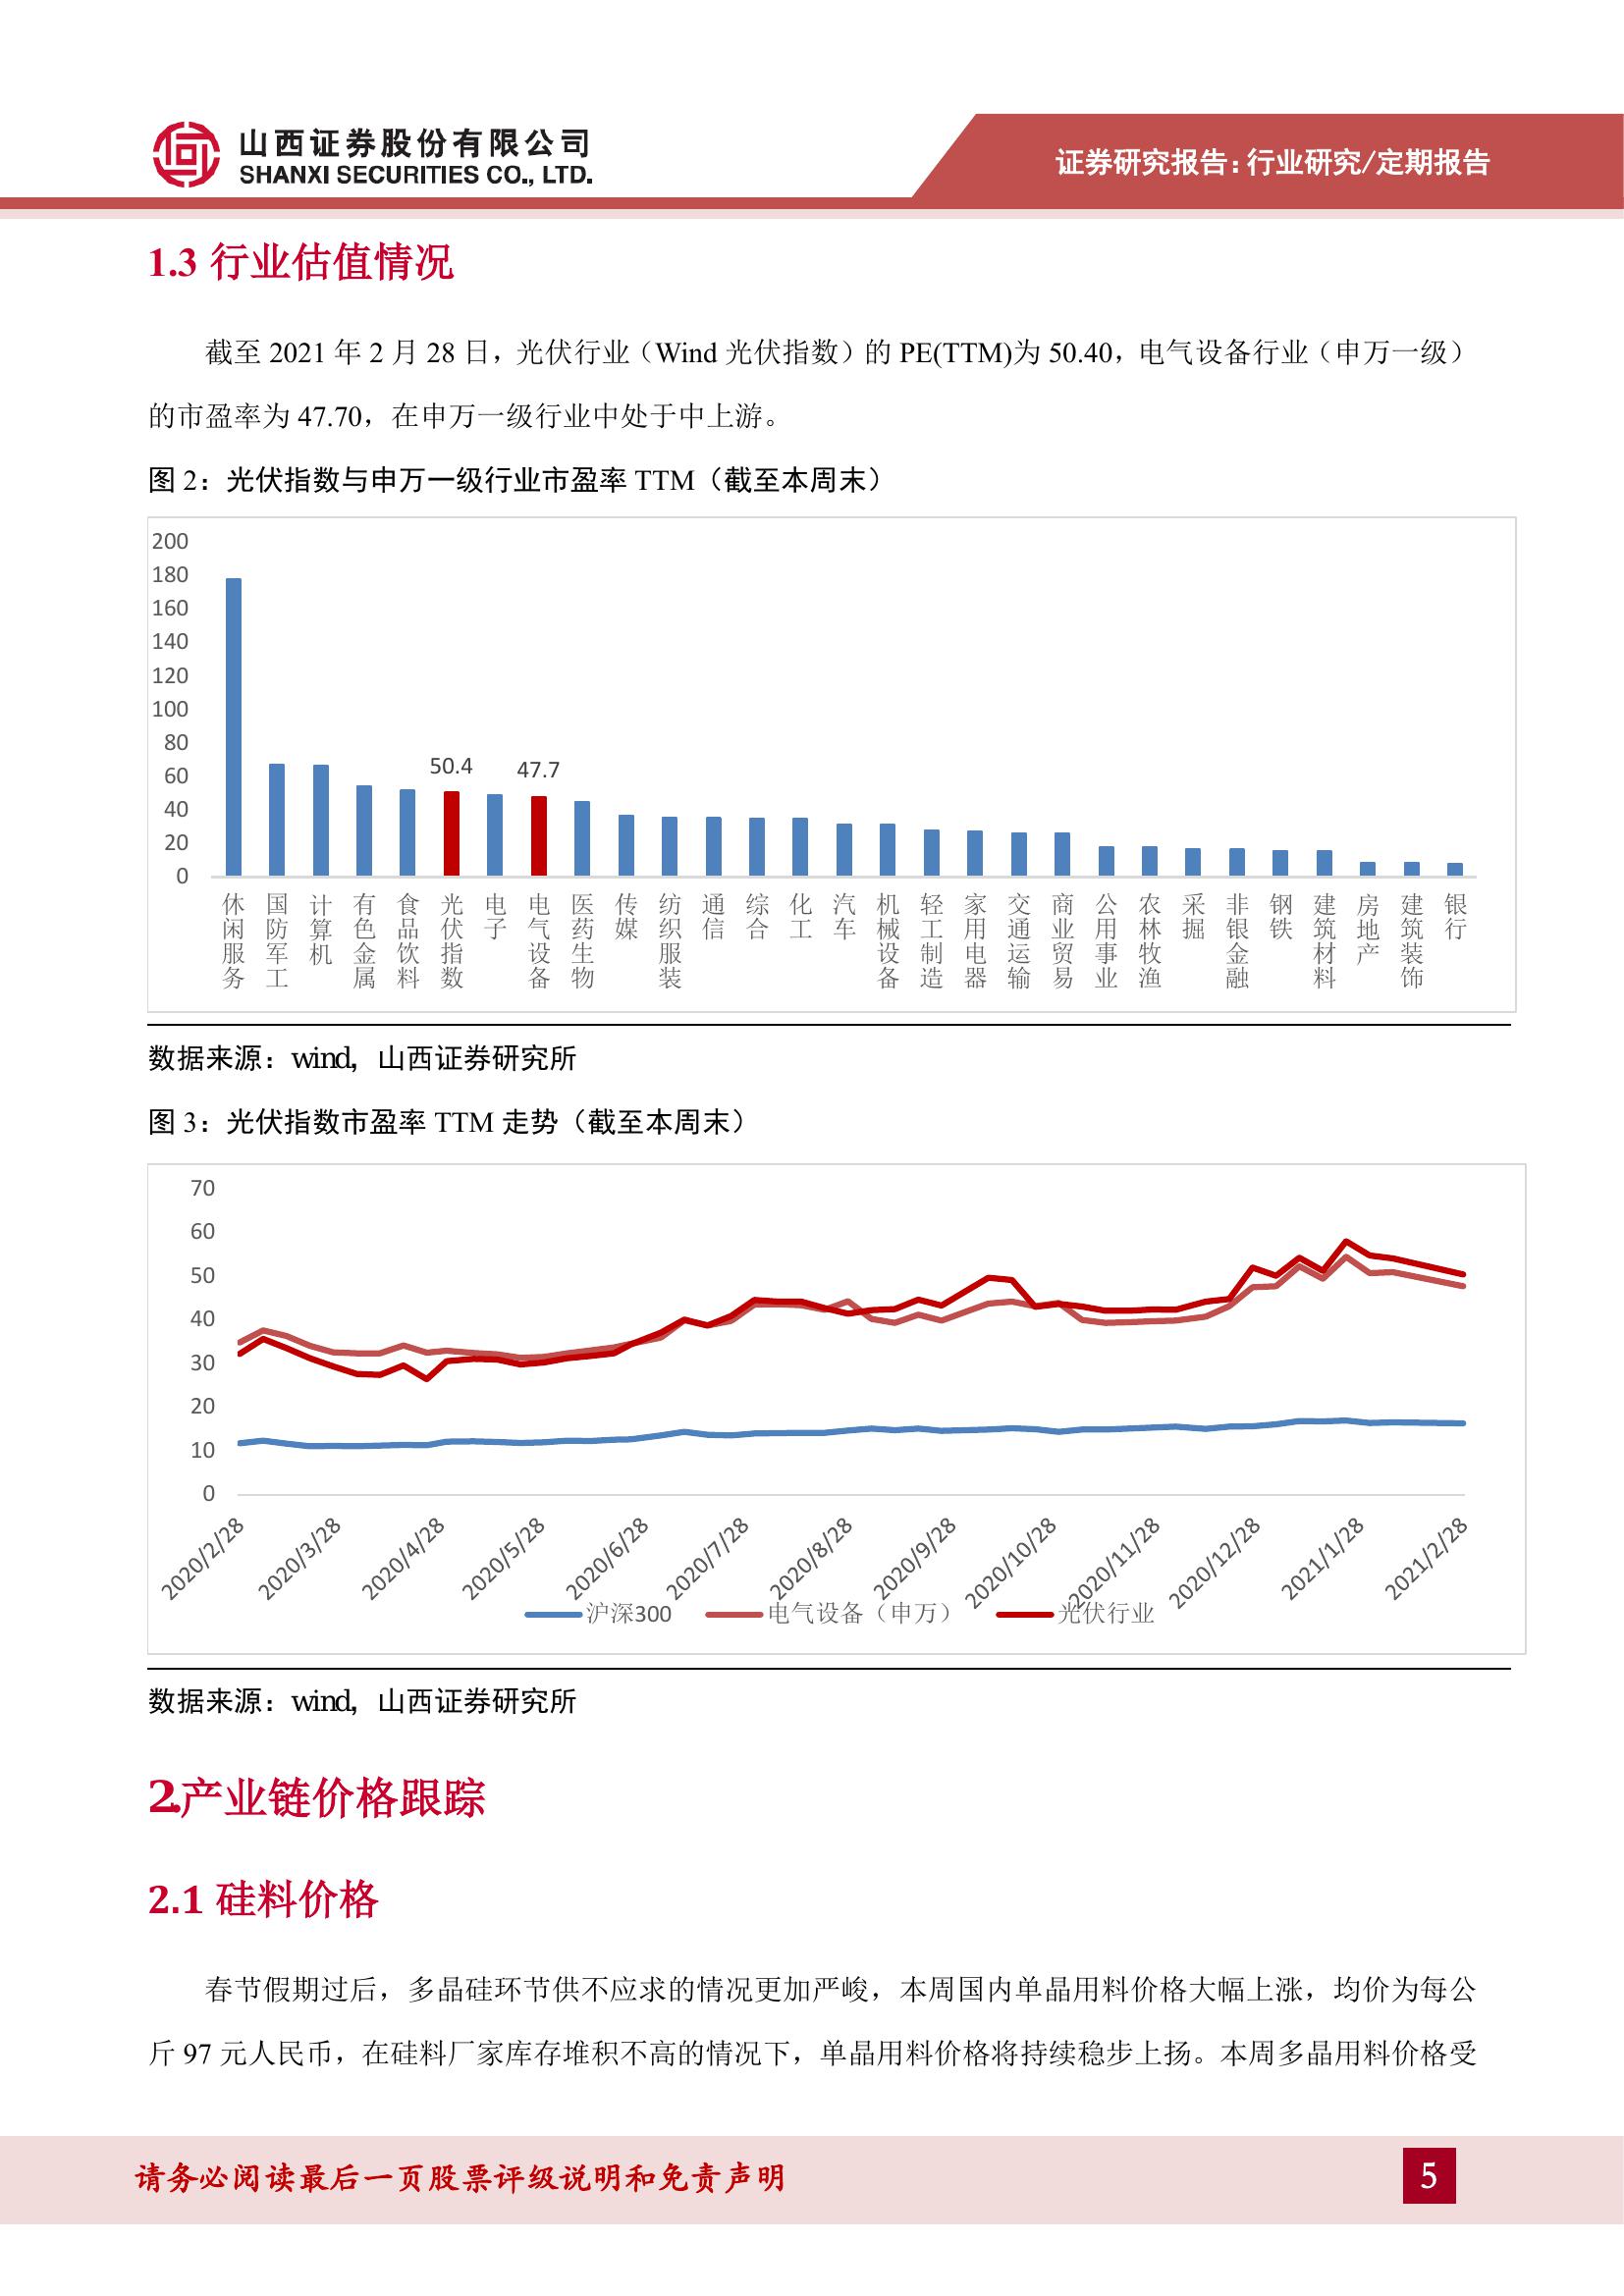 山西证券股份有限公司
SHANXI SECURITIES CO., LTD.
证券研究报告:行业研究/定期报告
1.3 行业估值情况
截至 2021 年 2 月 28 日，光伏行业（Wind 光伏指数）的 PE(TTM)为 50.40，电气设备行业（申万一级）
的市盈率为 47.70，在申万一级行业中处于中上游。
图 2：光伏指数与申万一级行业市盈率 TTM（截至本周末）
200
180
160
140
120
100
80
60
40
20
0
50.4
47.7
休闲服务
国防军工
计算机
有色金属
食品饮料
光伏指数
电子
电气设备
医药生物
传媒
纺织服装
通信
综合
化工
汽车
机械设备
轻工制造
家用电器
交通运输
商业贸易
公用事业
农林牧渔
采掘
非银金融
钢铁
建筑材料
房地产
建筑装饰
银行
数据来源：wind，山西证券研究所
图 3：光伏指数市盈率 TTM 走势（截至本周末）
70
60
50
40
30
20
10
0
2020/2/28
2020/3/28
2020/4/28
2020/5/28
2020/6/28
2020/7/28
2020/8/28
2020/9/28
2020/10/28
2020/11/28
2020/12/28
2021/1/28
2021/2/28
沪深300
电气设备（申万）
光伏行业
数据来源：wind，山西证券研究所
2.产业链价格跟踪
2.1 硅料价格
春节假期过后，多晶硅环节供不应求的情况更加严峻，本周国内单晶用料价格大幅上涨，均价为每公
斤 97 元人民币，在硅料厂家库存堆积不高的情况下，单晶用料价格将持续稳步上扬。本周多晶用料价格受
请务必阅读最后一页股票评级说明和免责声明
5